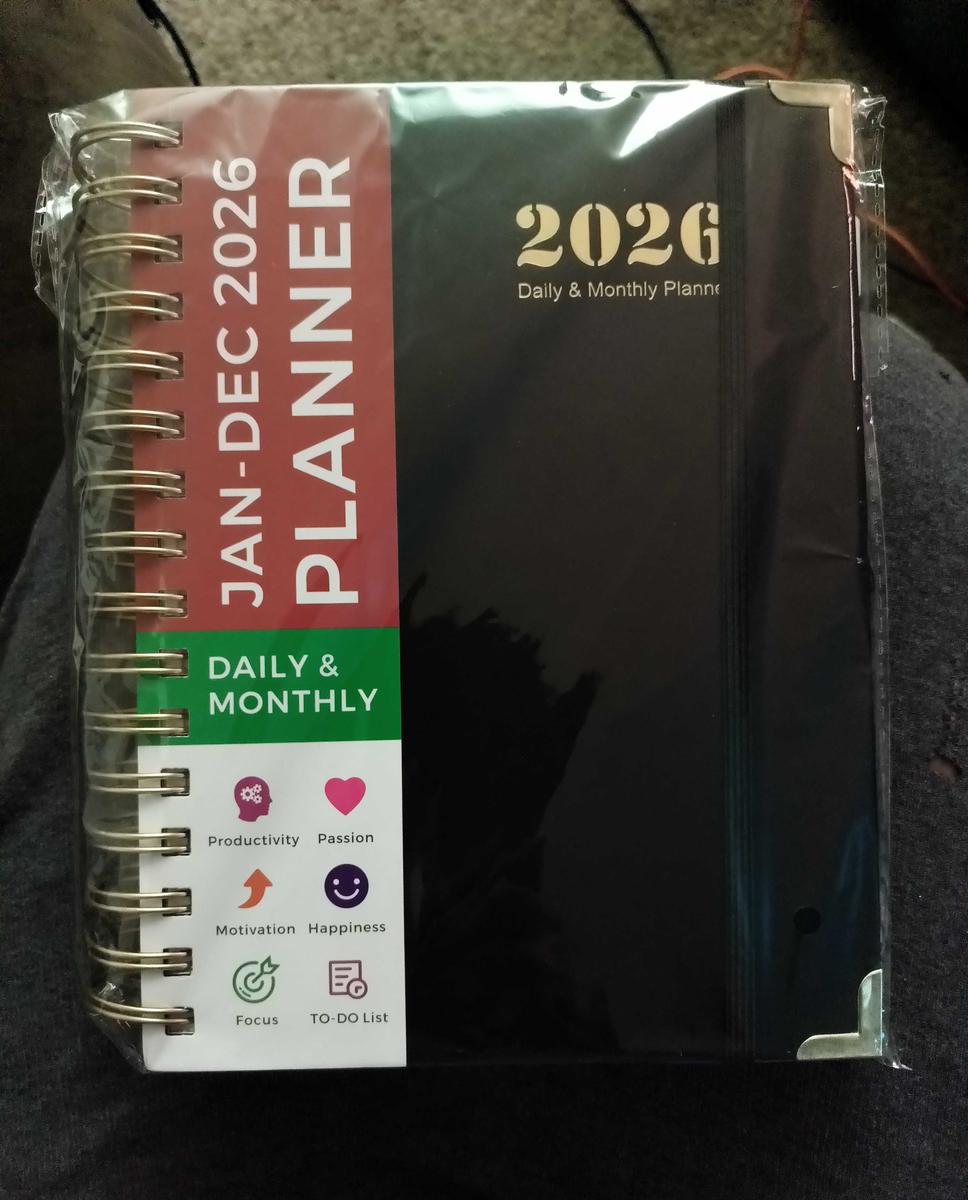 JAN-DEC 2026
PLANNER
DAILY &
MONTHLY
Productivity Passion
Motivation Happiness
Focus TO-DO List
2026
Daily & Monthly Planne